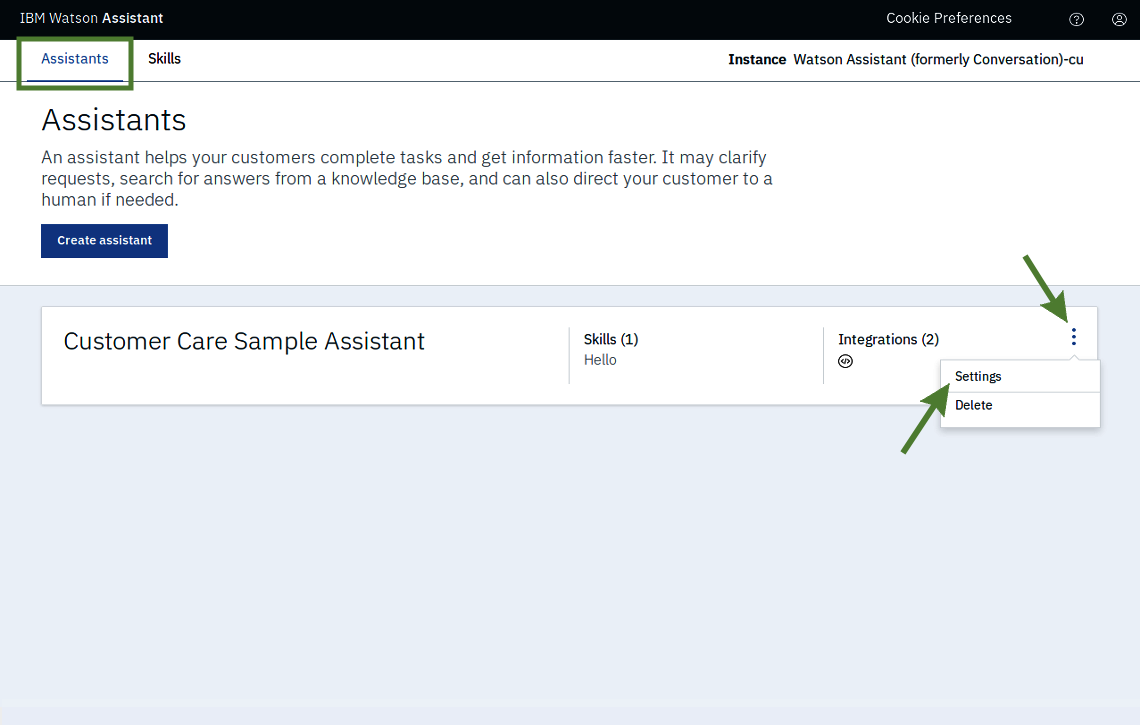 IBM Watson Assistant
Cookie Preferences
Assistants
Skills
Instance Watson Assistant (formerly Conversation)-cu
Assistants
An assistant helps your customers complete tasks and get information faster. It may clarify
requests, search for answers from a knowledge base, and can also direct your customer to a
human if needed.
Create assistant
Customer Care Sample Assistant
Skills (1)
Hello
Integrations (2)
Settings
Delete